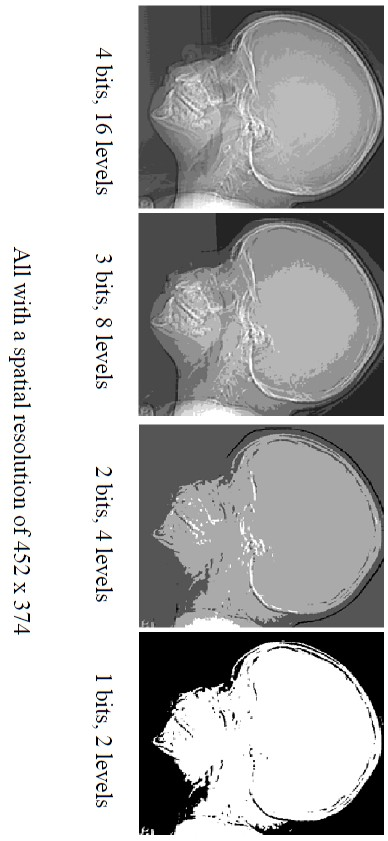 4 bits, 16 levels
3 bits, 8 levels
2 bits, 4 levels
1 bits, 2 levels
All with a spatial resolution of 452 x 374